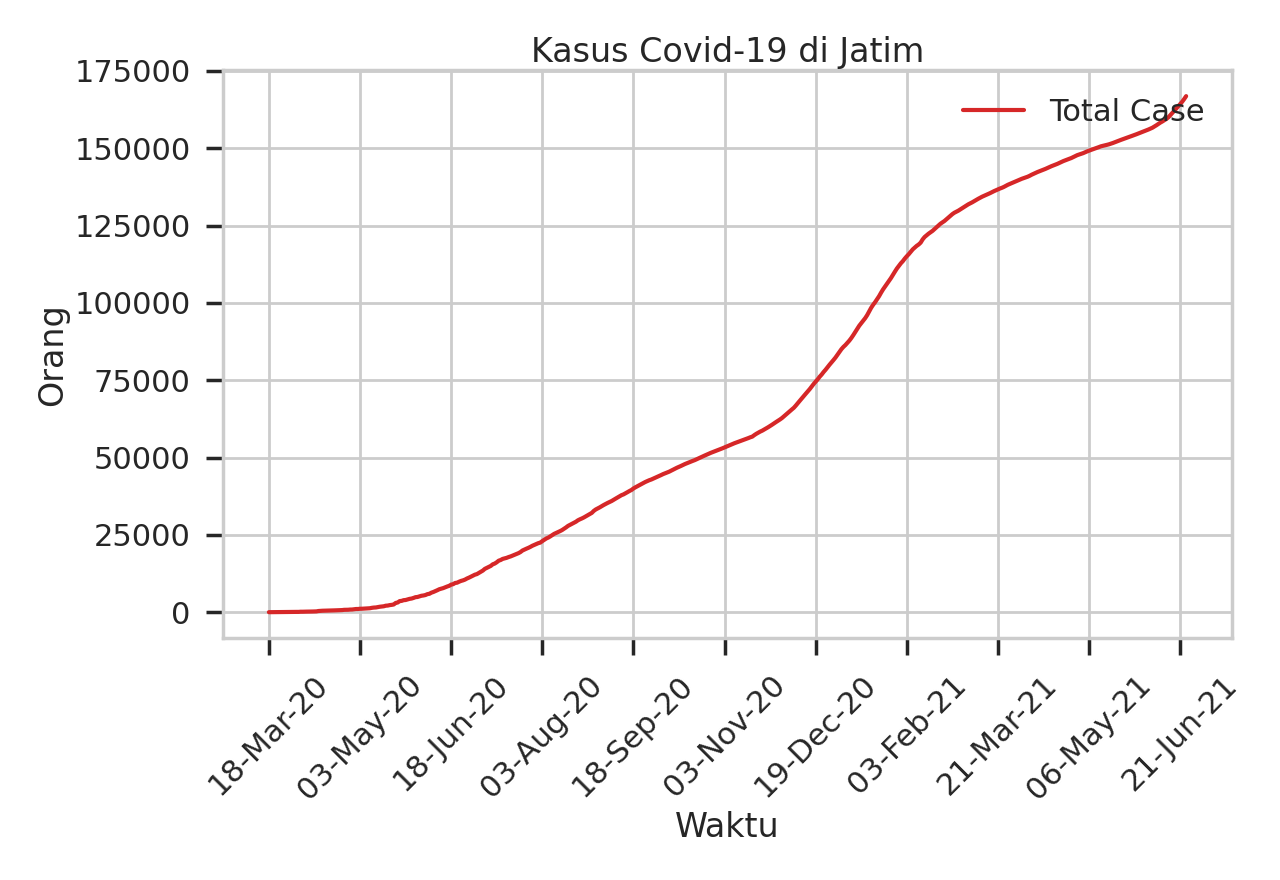 Kasus Covid-19 di Jatim
Total Case
175000
150000
125000
100000
75000
50000
25000
0
Orang
18-Mar-20
03-May-20
18-Jun-20
03-Aug-20
18-Sep-20
03-Nov-20
19-Dec-20
03-Feb-21
21-Mar-21
06-May-21
21-Jun-21
Waktu